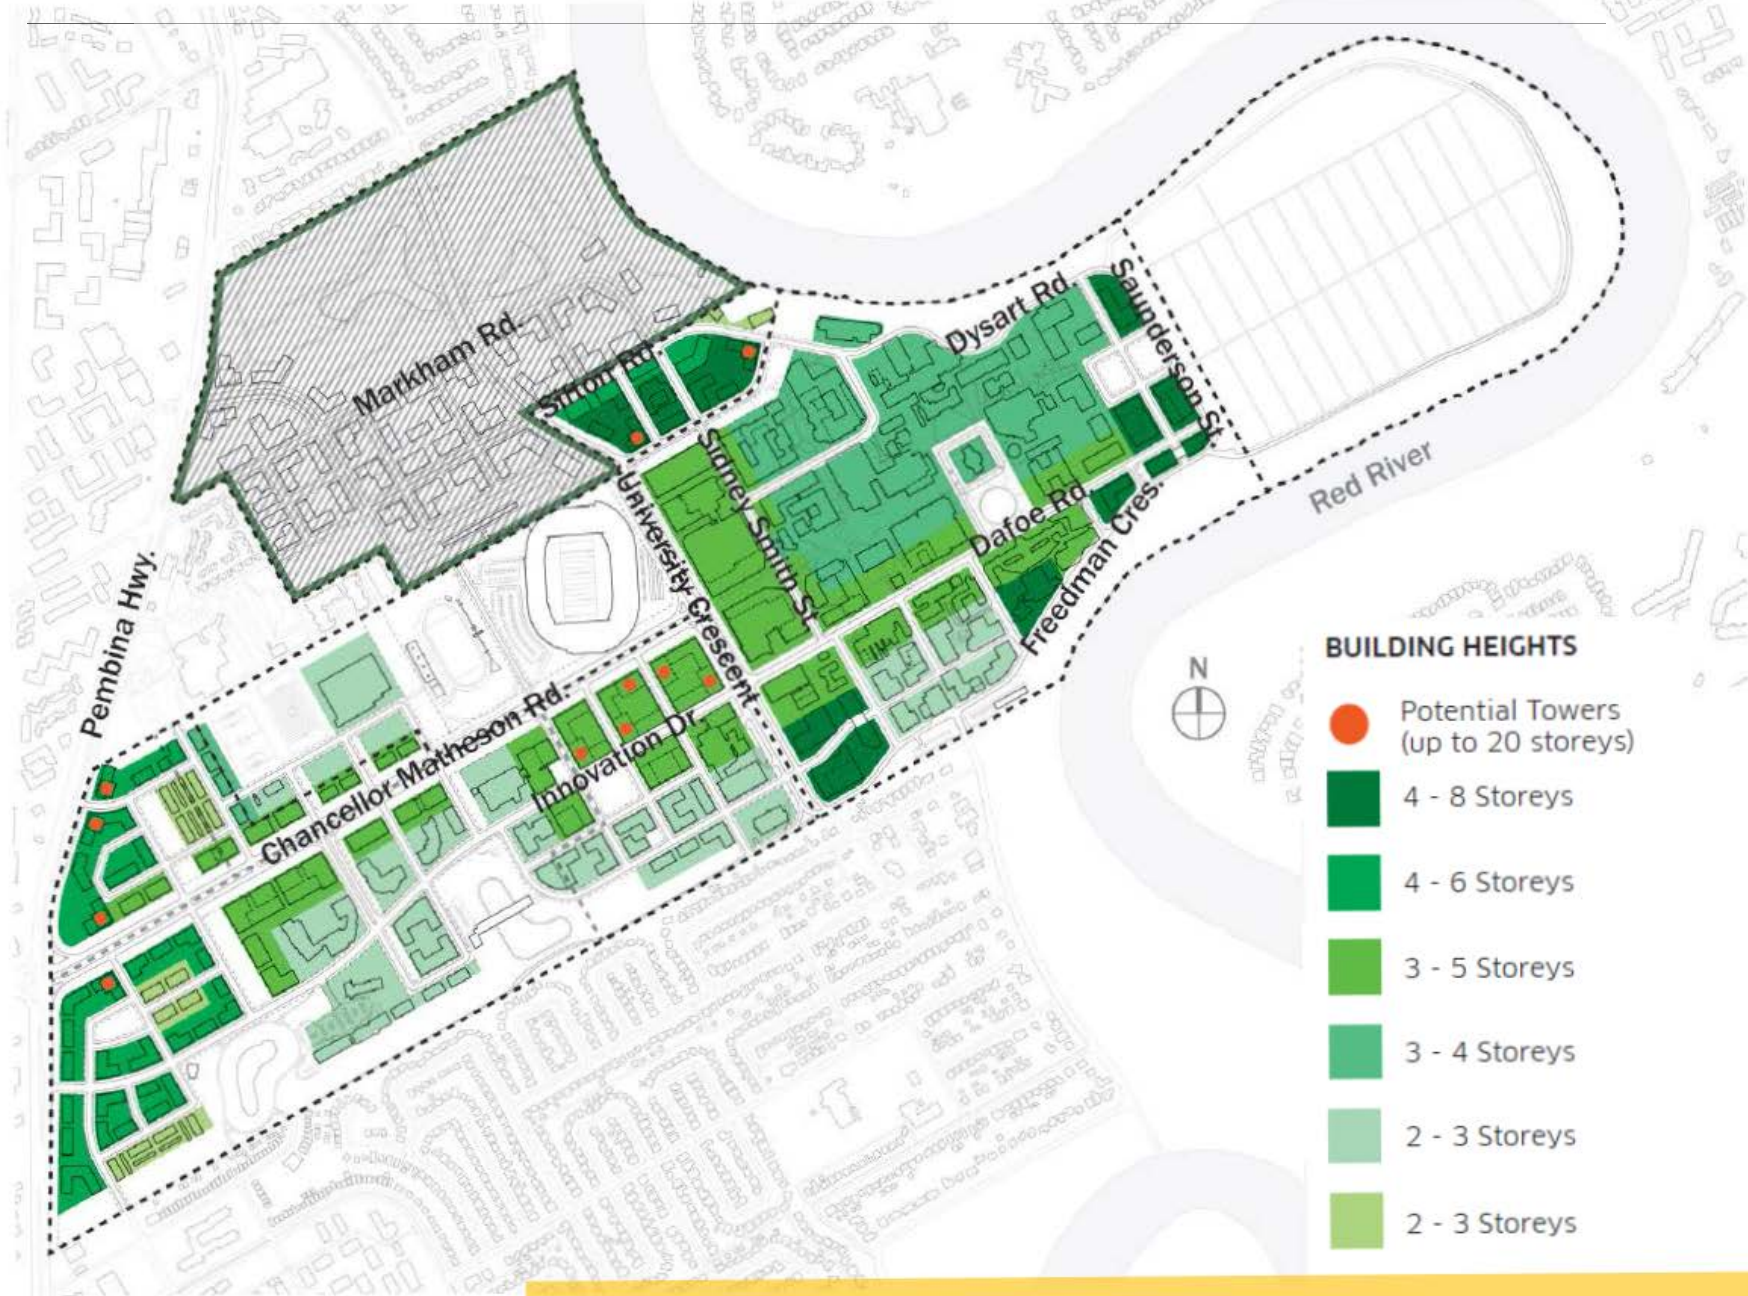 Markham Rd.
Sifton Rd.
Dysart Rd.
Saunderson St.
Sidney Smith St.
University Crescent
Dafoe Rd.
Freedman Cres.
Red River
Pembina Hwy.
Chancellor Matheson Rd.
Innovation Dr.
N
BUILDING HEIGHTS
Potential Towers
(up to 20 storeys)
4 - 8 Storeys
4 - 6 Storeys
3 - 5 Storeys
3 - 4 Storeys
2 - 3 Storeys
2 - 3 Storeys